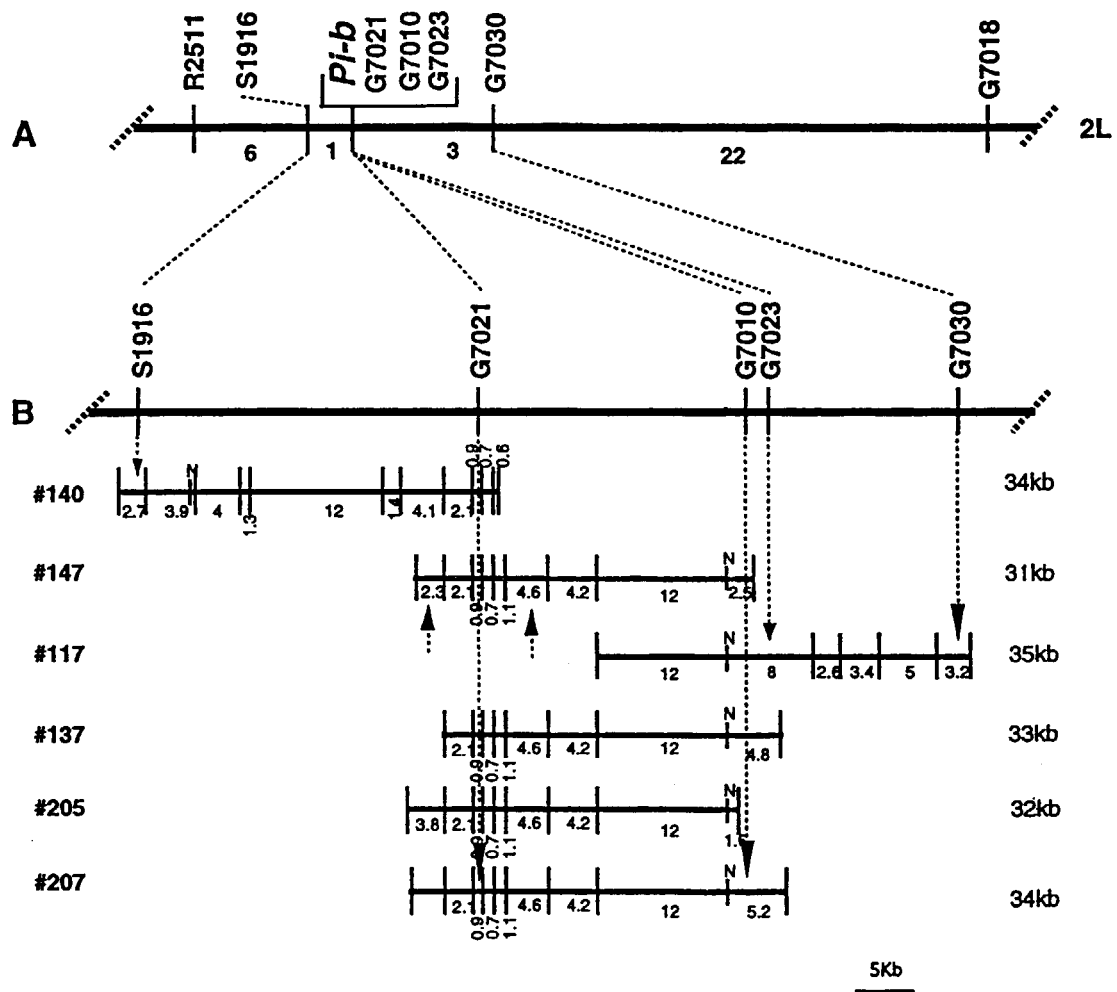 R2511
S1916
Pi-b
G7021
G7010
G7023
G7030
G7018
A
2L
6
1
3
22
S1916
G7021
G7010
G7023
G7030
B
#140
2.7
3.9
N
4
1.3
12
1.4
4.1
2.1
0.9
0.7
0.6
34kb
#147
2.3
2.1
0.9
0.7
1.1
4.6
4.2
12
N
2.5
31kb
#117
12
N
8
2.6
3.4
5
3.2
35kb
#137
2.1
0.9
0.7
1.1
4.6
4.2
12
N
4.8
33kb
#205
3.8
2.1
0.9
0.7
1.1
4.6
4.2
12
N
32kb
#207
2.1
0.9
0.7
1.1
4.6
4.2
12
N
5.2
34kb
5Kb